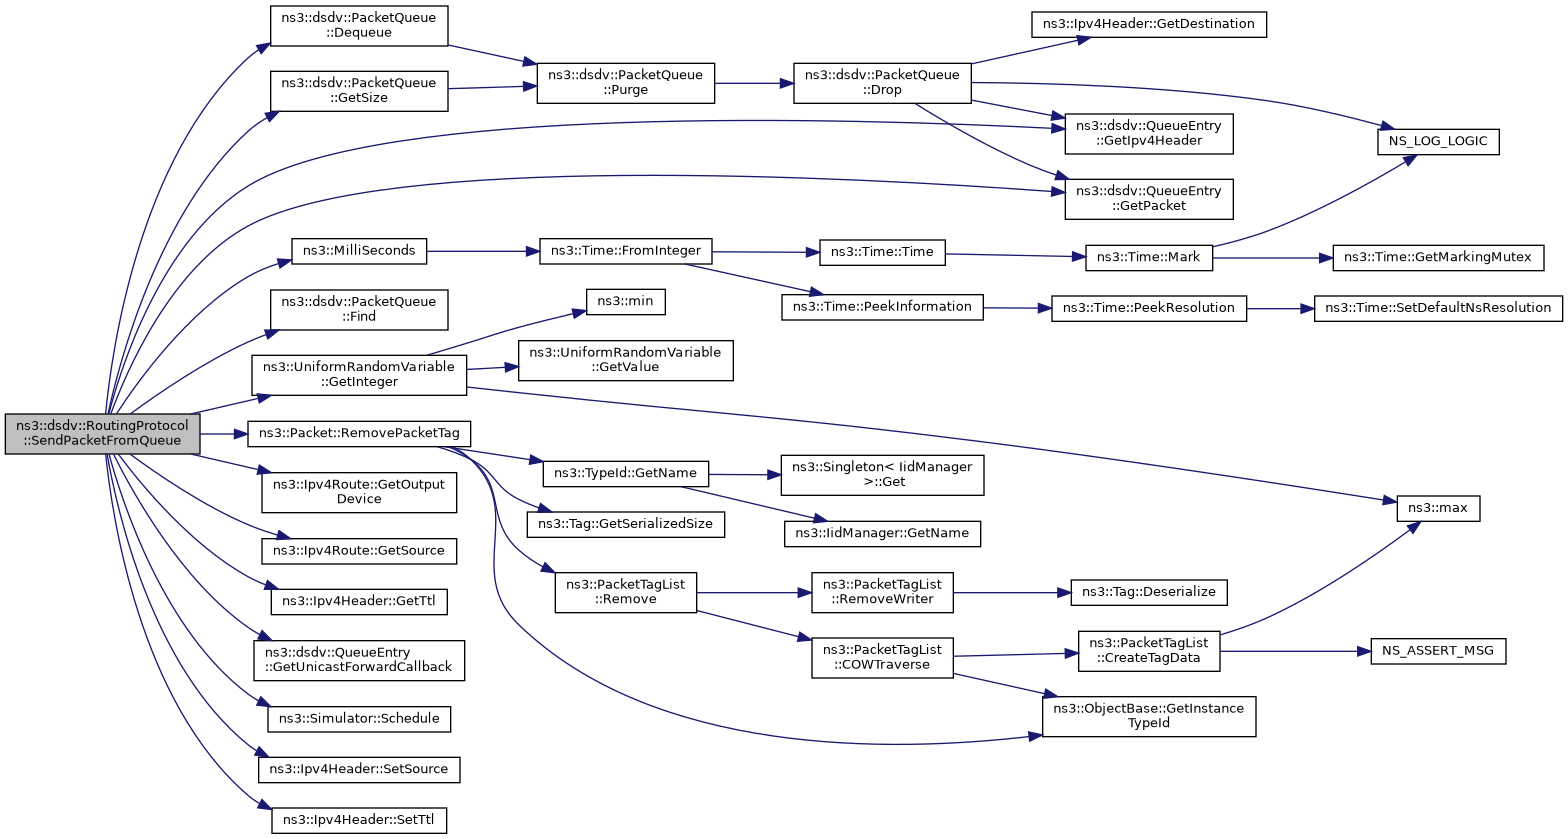 ns3::dsdv::RoutingProtocol
::SendPacketFromQueue
ns3::dsdv::PacketQueue
::Dequeue
ns3::dsdv::PacketQueue
::GetSize
ns3::MilliSeconds
ns3::dsdv::PacketQueue
::Find
ns3::UniformRandomVariable
::GetInteger
ns3::Packet::RemovePacketTag
ns3::Ipv4Route::GetOutput
Device
ns3::Ipv4Route::GetSource
ns3::Ipv4Header::GetTtl
ns3::dsdv::QueueEntry
::GetUnicastForwardCallback
ns3::Simulator::Schedule
ns3::Ipv4Header::SetSource
ns3::Ipv4Header::SetTtl
ns3::dsdv::PacketQueue
::Purge
ns3::Time::FromInteger
ns3::min
ns3::UniformRandomVariable
::GetValue
ns3::TypeId::GetName
ns3::Tag::GetSerializedSize
ns3::PacketTagList
::Remove
ns3::dsdv::PacketQueue
::Drop
ns3::Time::Time
ns3::Time::PeekInformation
ns3::Singleton< IidManager
>::Get
ns3::IidManager::GetName
ns3::PacketTagList
::RemoveWriter
ns3::PacketTagList
::COWTraverse
ns3::Ipv4Header::GetDestination
ns3::dsdv::QueueEntry
::GetIpv4Header
ns3::dsdv::QueueEntry
::GetPacket
ns3::Time::Mark
ns3::Time::PeekResolution
ns3::Tag::Deserialize
ns3::PacketTagList
::CreateTagData
ns3::ObjectBase::GetInstance
TypeId
NS_LOG_LOGIC
ns3::Time::GetMarkingMutex
ns3::Time::SetDefaultNsResolution
ns3::max
NS_ASSERT_MSG